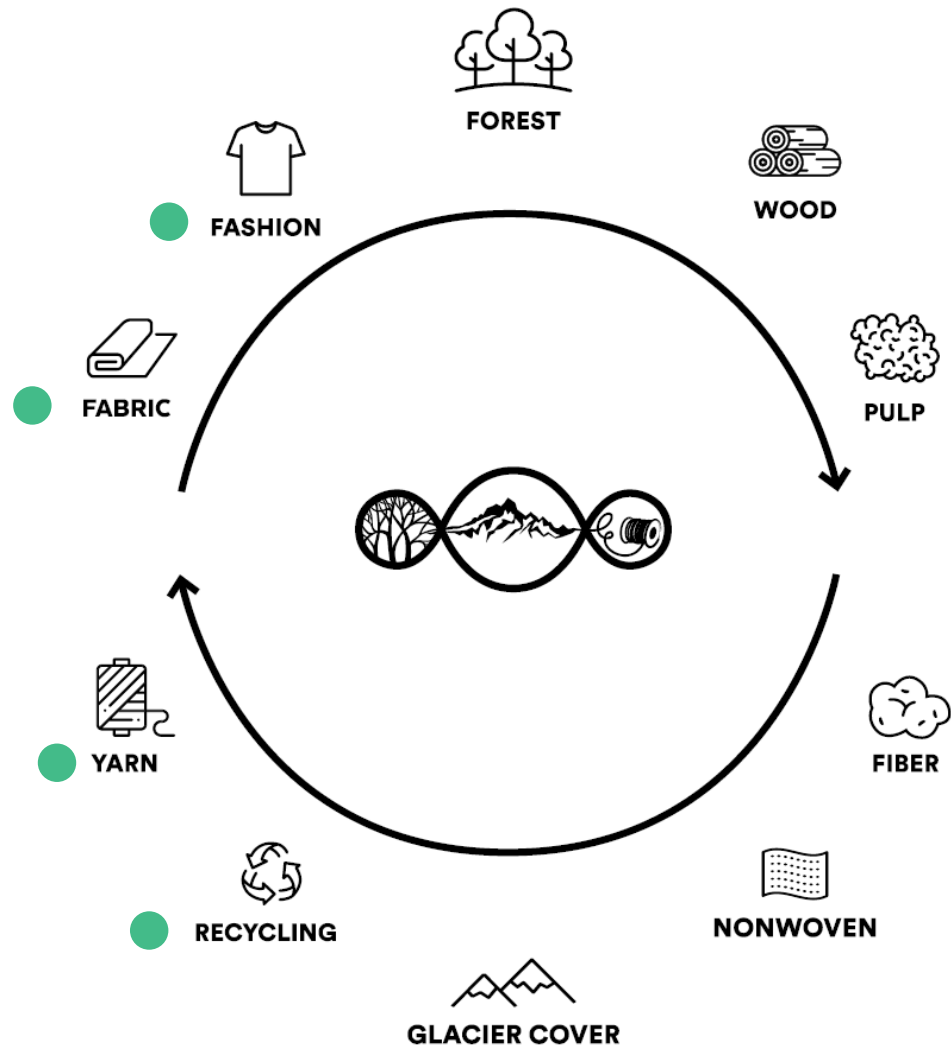 FOREST
WOOD
PULP
FIBER
NONWOVEN
GLACIER COVER
RECYCLING
YARN
FABRIC
FASHION